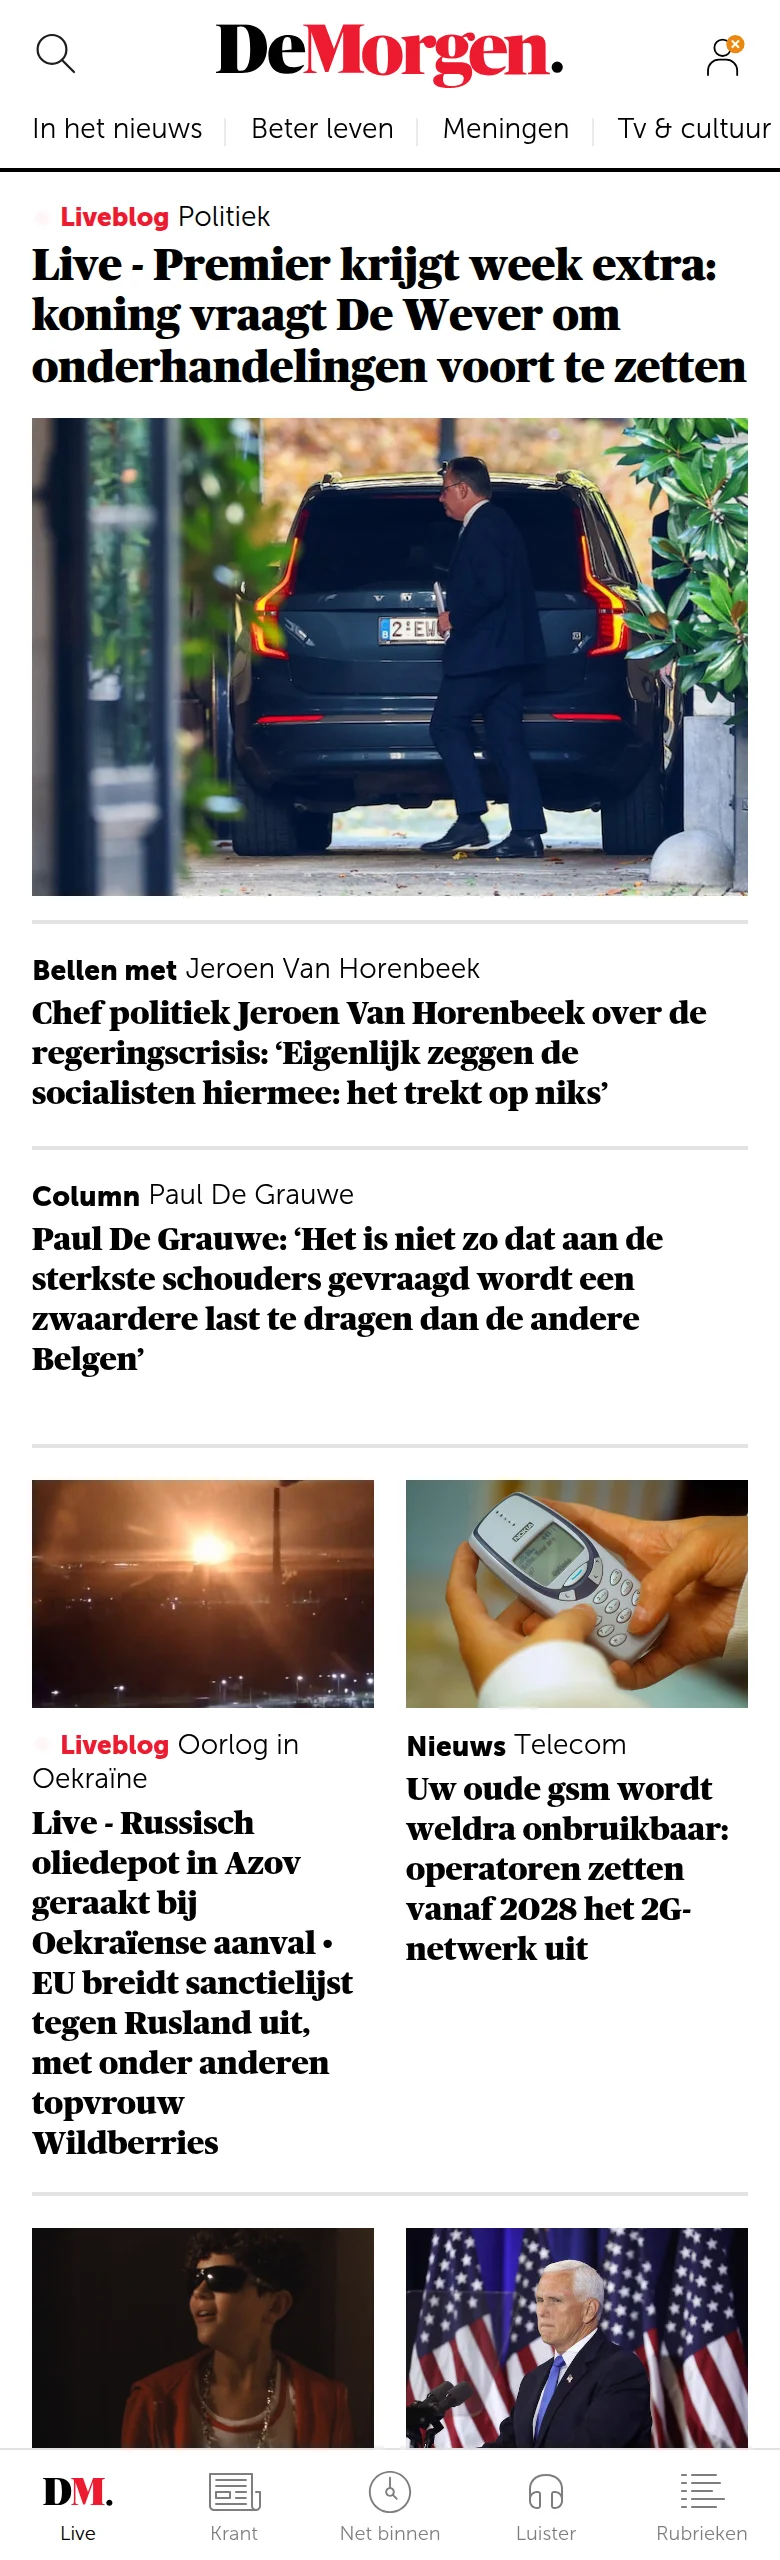 DeMorgen.
In het nieuws
Beter leven
Meningen
Tv & cultuur
Liveblog Politiek
Live - Premier krijgt week extra:
koning vraagt De Wever om
onderhandelingen voort te zetten
Bellen met Jeroen Van Horenbeek
Chef politiek Jeroen Van Horenbeek over de
regeringscrisis: ‘Eigenlijk zeggen de
socialisten hiermee: het trekt op niks’
Column Paul De Grauwe
Paul De Grauwe: ‘Het is niet zo dat aan de
sterkste schouders gevraagd wordt een
zwaardere last te dragen dan de andere
Belgen’
NOKIA
Liveblog Oorlog in
Oekraïne
Live - Russisch
oliedepot in Azov
geraakt bij
Oekraïense aanval •
EU breidt sanctielijst
tegen Rusland uit,
met onder anderen
topvrouw
Wildberries
Nieuws Telecom
Uw oude gsm wordt
weldra onbruikbaar:
operatoren zetten
vanaf 2028 het 2G-
netwerk uit
DM.
Live
Krant
Net binnen
Luister
Rubrieken